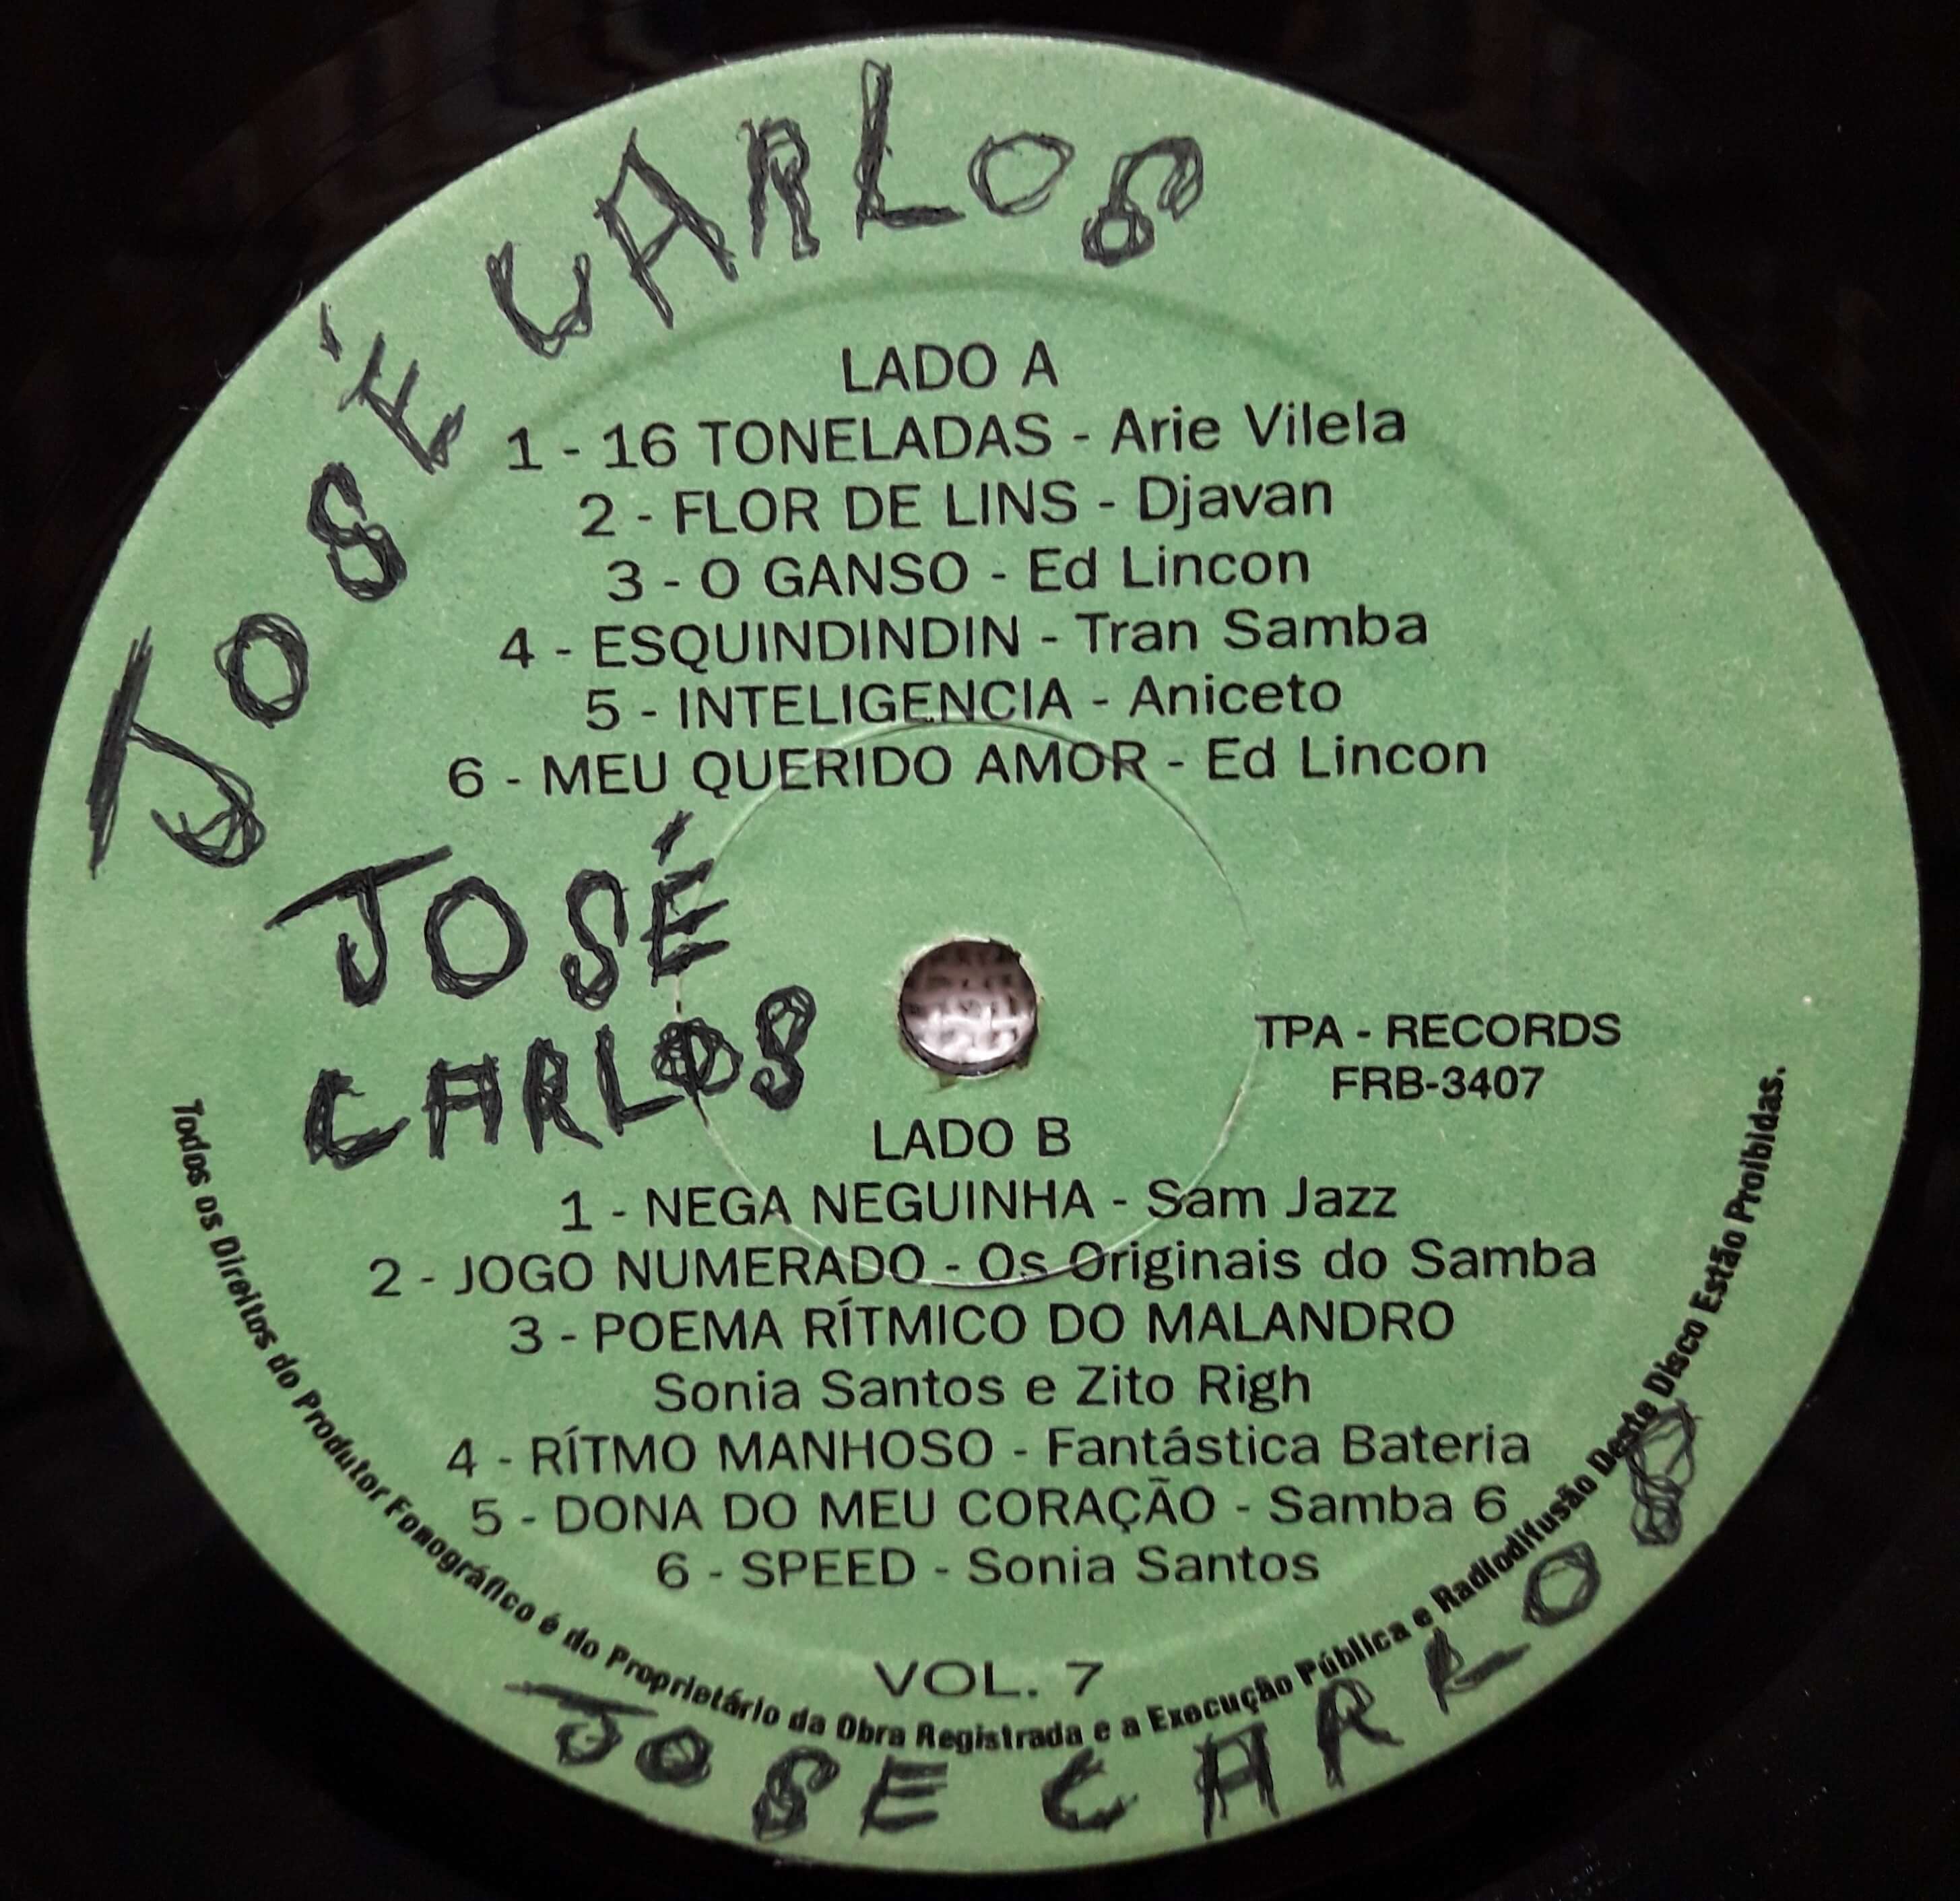 JOSÉ CARLOS
LADO A
1 - 16 TONELADAS - Arie Vilela
2 - FLOR DE LINS - Djavan
3 - O GANSO - Ed Lincon
4 - ESQUINDINDIN - Tran Samba
5 - INTELIGENCIA - Aniceto
6 - MEU QUERIDO AMOR - Ed Lincon
JOSÉ
CARLOS
TPA - RECORDS
FRB-3407
LADO B
1 - NEGA NEGUINHA - Sam Jazz
2 - JOGO NUMERADO - Os Originais do Samba
3 - POEMA RÍTMICO DO MALANDRO
Sonia Santos e Zito Righ
4 - RÍTMO MANHOSO - Fantástica Bateria
5 - DONA DO MEU CORAÇÃO - Samba 6
6 - SPEED - Sonia Santos
VOL. 7
Todos os Direitos do Produtor Fonográfico é do Proprietário da Obra Registrada e a Execução Pública e Radiodifusão Deste Disco Estão Proibidas.
JOSE CARLOS